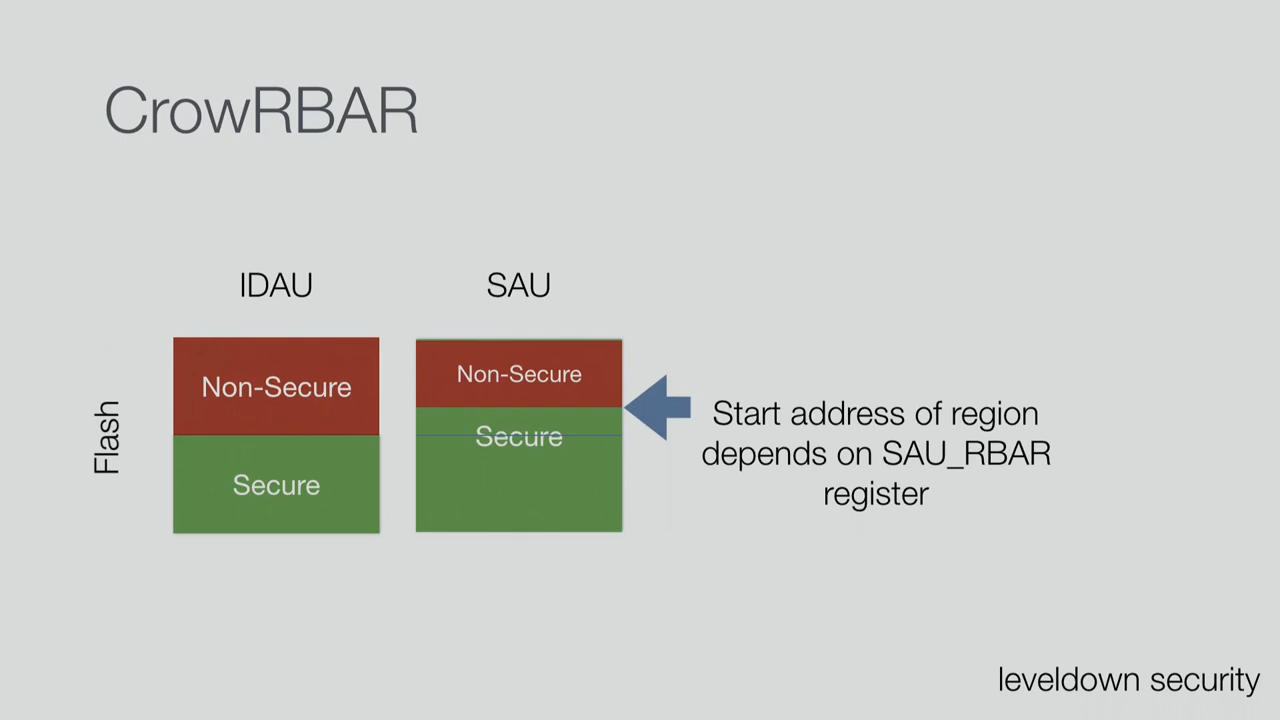 CrowRBAR
IDAU
SAU
Flash
Non-Secure
Secure
Non-Secure
Secure
Start address of region
depends on SAU_RBAR
register
leveldown security